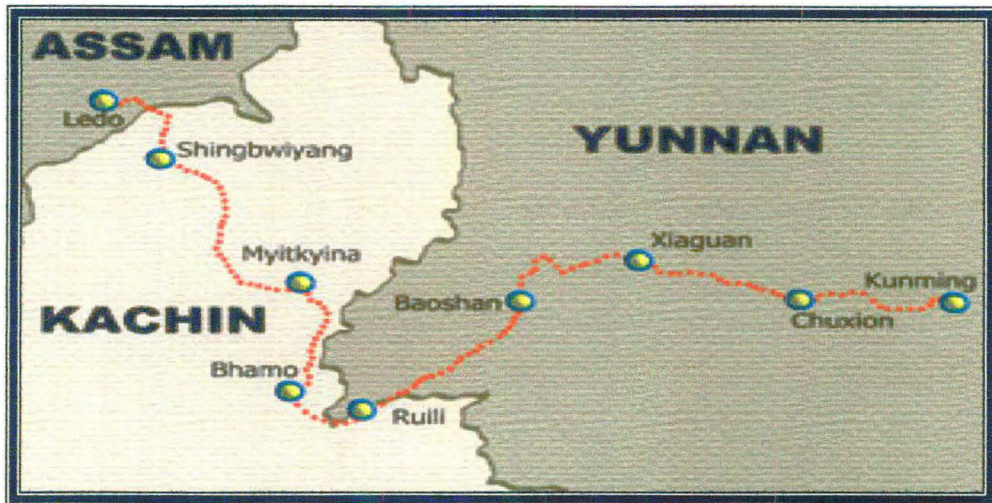 ASSAM
Ledo
Shingbwiyang
YUNNAN
Myitkyina
Xiaguan
KACHIN
Baoshan
Kunming
Chuxion
Bhamo
Ruili